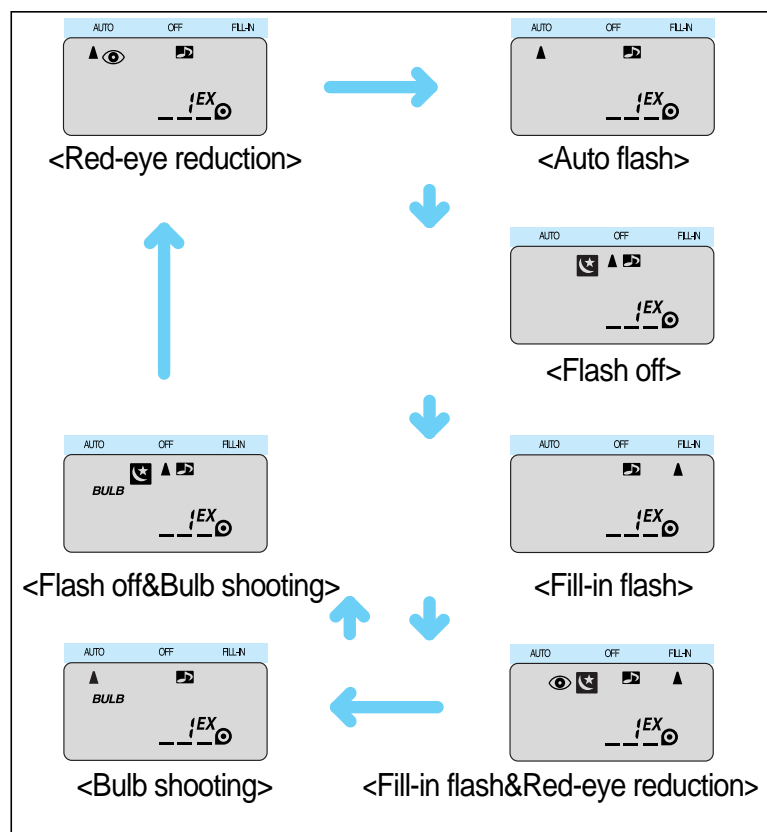 AUTO OFF FILL-IN
1EX
<Red-eye reduction>
AUTO OFF FILL-IN
1EX
<Auto flash>
AUTO OFF FILL-IN
1EX
<Flash off>
AUTO OFF FILL-IN
1EX
<Fill-in flash>
AUTO OFF FILL-IN
1EX
<Fill-in flash&Red-eye reduction>
AUTO OFF FILL-IN
BULB
1EX
<Bulb shooting>
AUTO OFF FILL-IN
BULB
1EX
<Flash off&Bulb shooting>